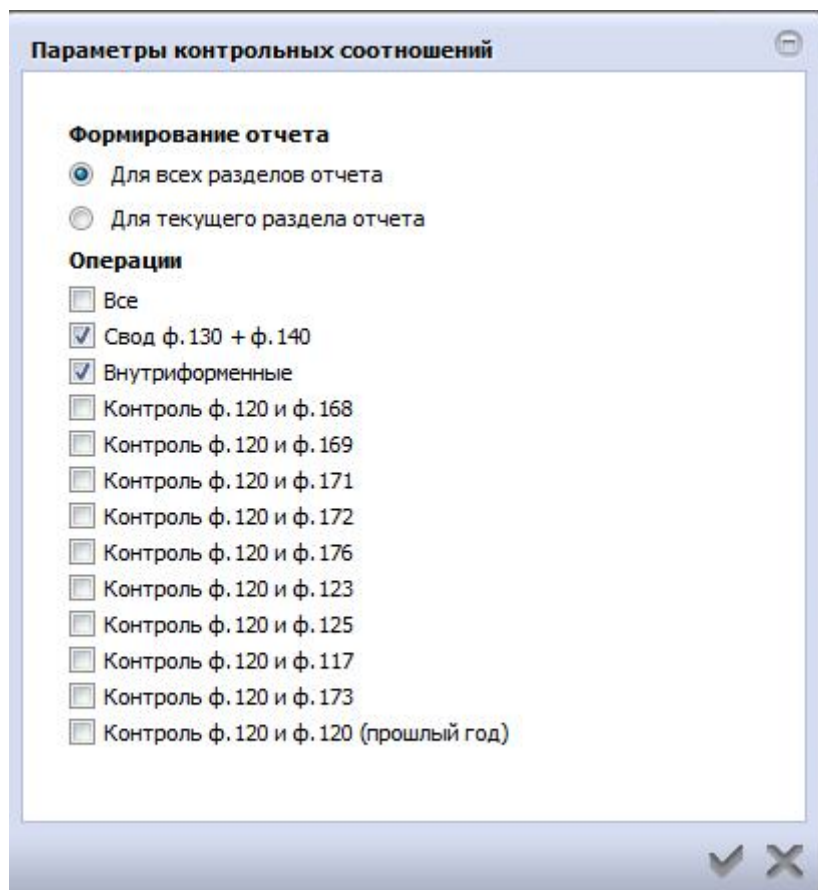 Параметры контрольных соотношений
Формирование отчета
Для всех разделов отчета
Для текущего раздела отчета
Операции
Все
Свод ф.130 + ф.140
Внутриформенные
Контроль ф.120 и ф.168
Контроль ф.120 и ф.169
Контроль ф.120 и ф.171
Контроль ф.120 и ф.172
Контроль ф.120 и ф.176
Контроль ф.120 и ф.123
Контроль ф.120 и ф.125
Контроль ф.120 и ф.117
Контроль ф.120 и ф.173
Контроль ф.120 и ф.120 (прошлый год)